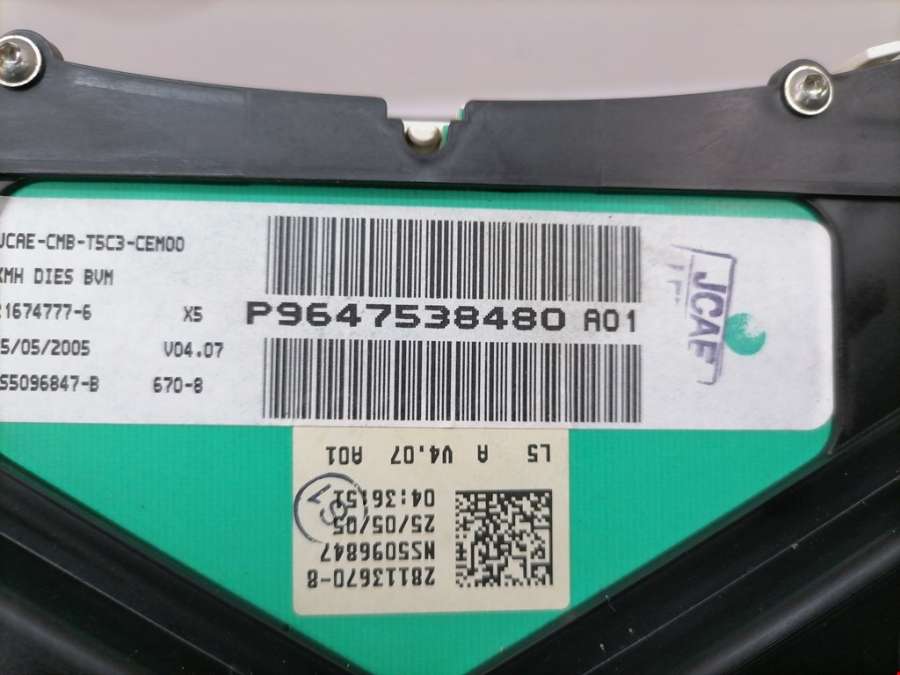 JCAE-CMB-T5C3-CEM00
KMH DIES BVM
21674777-6 X5
5/05/2005 V04.07
S5096847-B 670-8
P9647538480 A01
JCAE
28113670-8
NS5096847
25/05/05
04:36:51
L5 A V4.07 A01